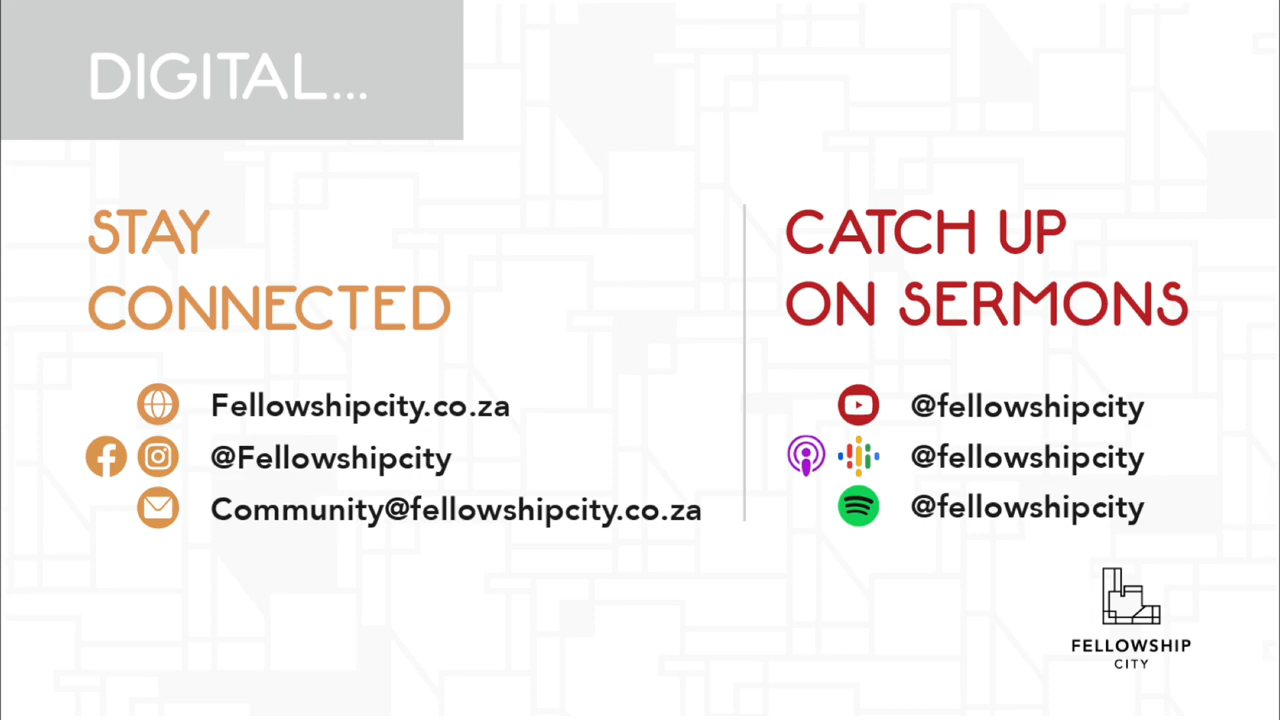 DIGITAL...
STAY
CONNECTED
Fellowshipcity.co.za
@Fellowshipcity
Community@fellowshipcity.co.za
CATCH UP
ON SERMONS
@fellowshipcity
@fellowshipcity
@fellowshipcity
FELLOWSHIP
CITY